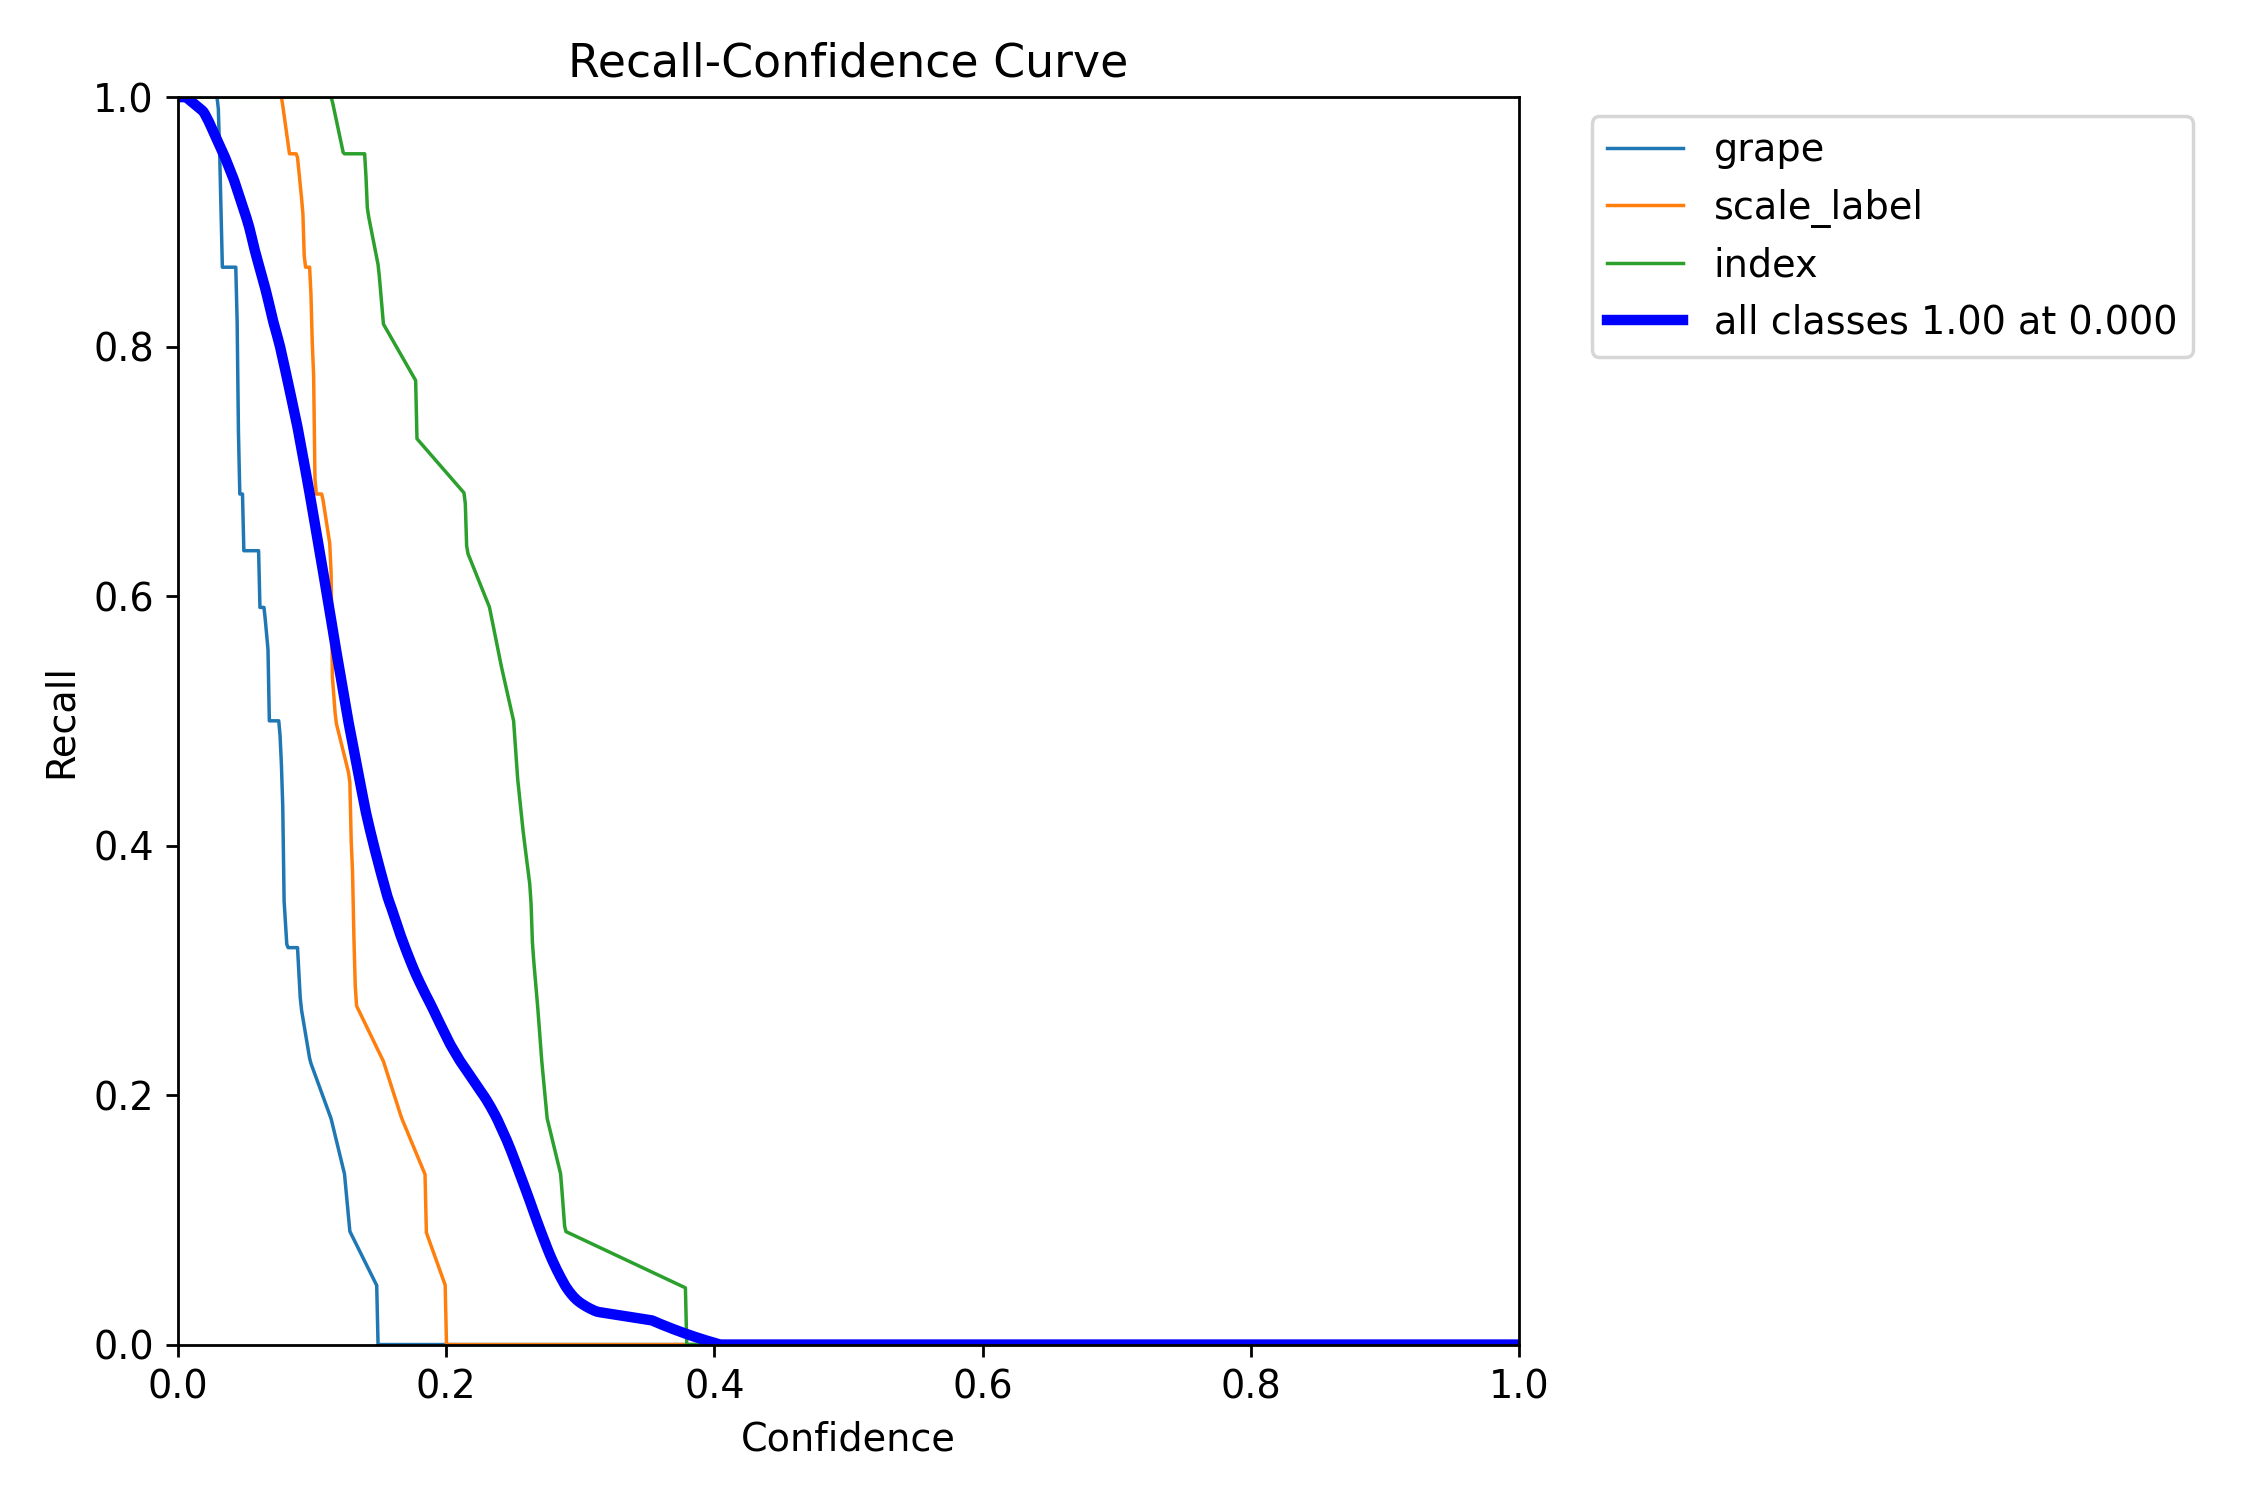 Recall-Confidence Curve
1.0
0.8
0.6
0.4
0.2
0.0
Recall
0.0 0.2 0.4 0.6 0.8 1.0
Confidence
grape
scale_label
index
all classes 1.00 at 0.000